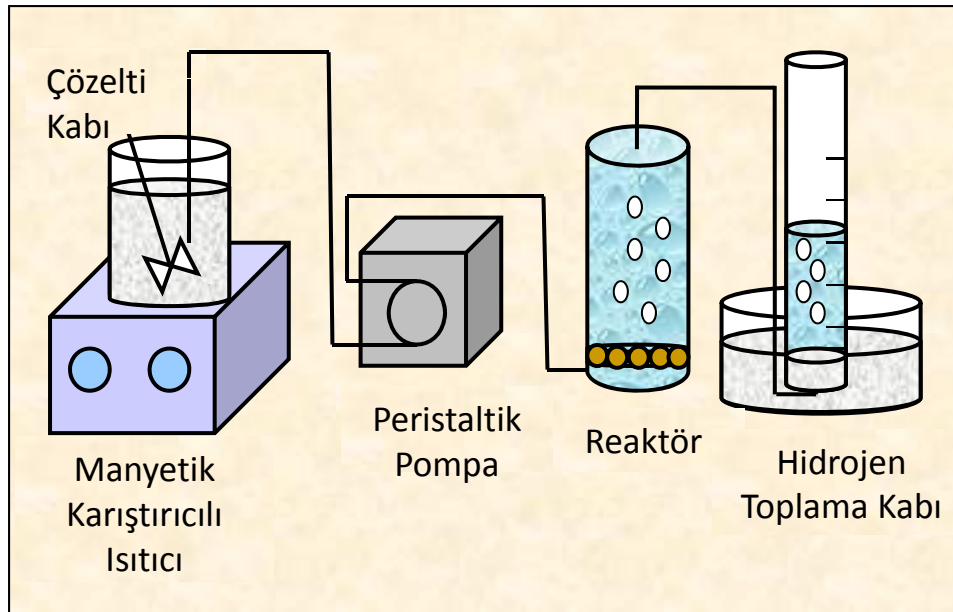 Çözelti
Kabı
Manyetik
Karıştırıcılı
Isıtıcı
Peristaltik
Pompa
Reaktör
Hidrojen
Toplama Kabı